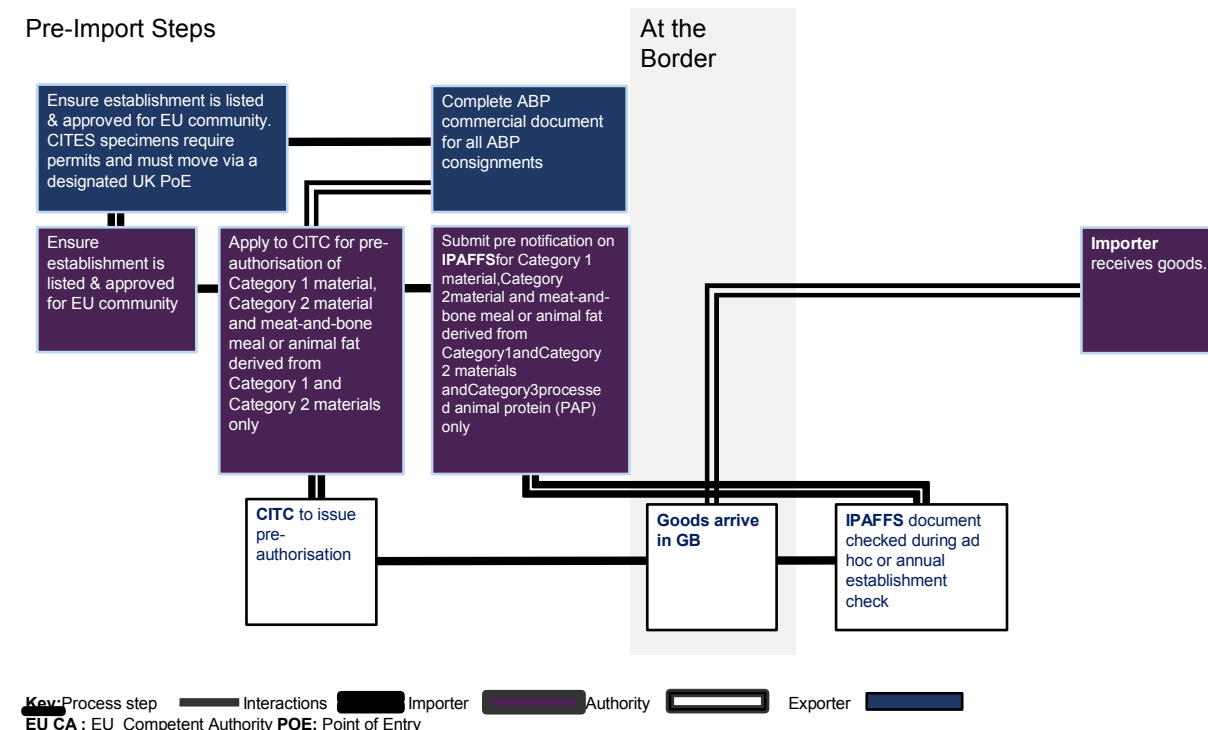 Pre-Import Steps
At the
Border
Ensure establishment is listed
& approved for EU community.
CITES specimens require
permits and must move via a
designated UK PoE
Complete ABP
commercial document
for all ABP
consignments
Ensure
establishment is
listed & approved
for EU community
Apply to CITC for pre-
authorisation of
Category 1 material,
Category 2 material
and meat-and-bone
meal or animal fat
derived from
Category 1 and
Category 2 materials
only
Submit pre notification on
IPAFFSfor Category 1
material,Category
2material and meat-and-
bone meal or animal fat
derived from
Category1andCategory
2 materials
andCategory3processe
d animal protein (PAP)
only
Importer
receives goods.
CITC to issue
pre-
authorisation
Goods arrive
in GB
IPAFFS document
checked during ad
hoc or annual
establishment
check
Key:Process step Interactions Importer Authority Exporter
EU CA : EU Competent Authority POE: Point of Entry